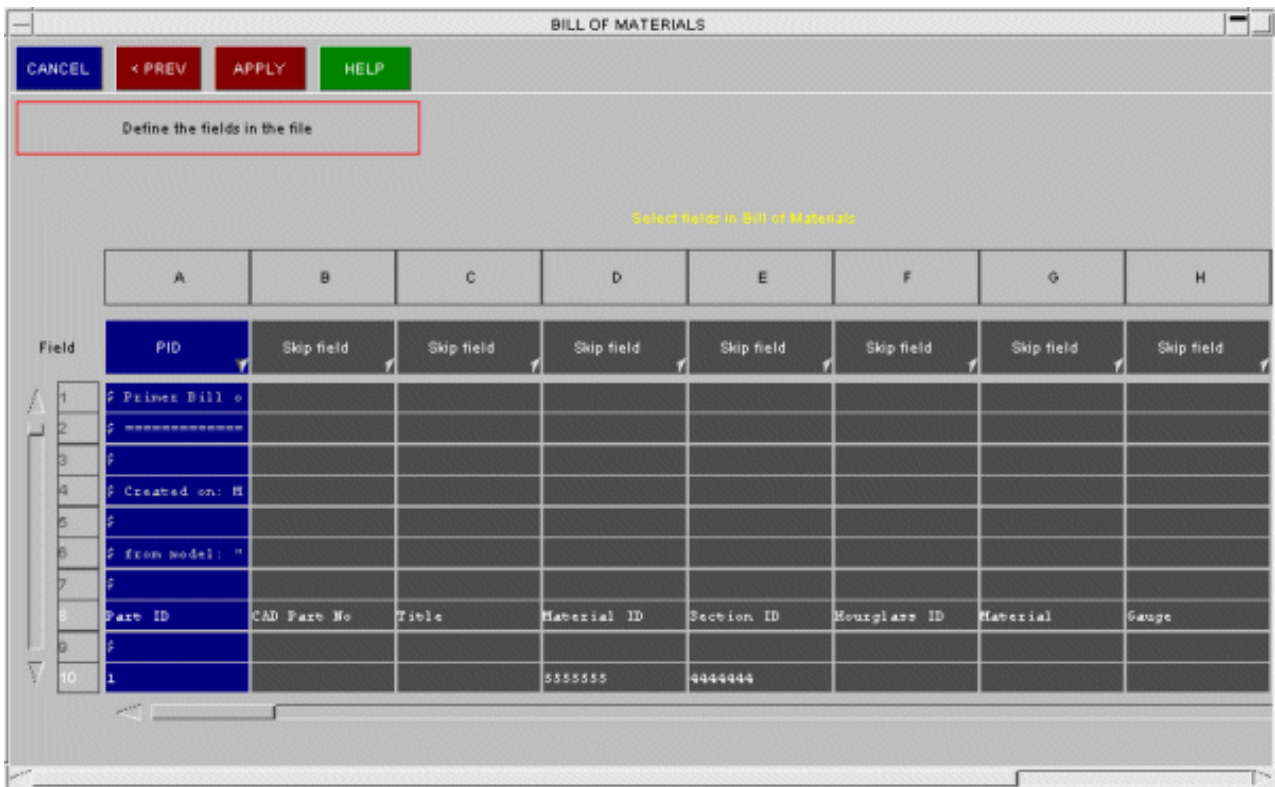 BILL OF MATERIALS
CANCEL < PREV APPLY HELP
Define the fields in the file
Select fields in Bill of Materials
A B C D E F G H
Field PID Skip field Skip field Skip field Skip field Skip field Skip field Skip field
1 $ Primer Bill o
2 $ =============
3 $
4 $ Created on: M
5 $
6 $ from model: "
7 $
8 Part ID CAD Part No Title Material ID Section ID Hourglass ID Material Gauge
9 $
10 1 5555555 4444444